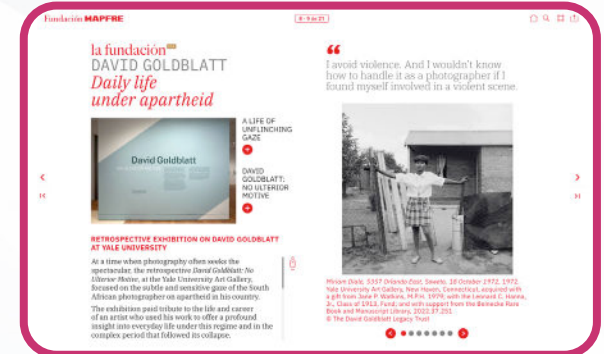 Fundación MAPFRE
8 - 9 de 21
la fundación
DAVID GOLDBLATT
Daily life
under apartheid
David Goldblatt
A LIFE OF
UNFLINCHING
GAZE
DAVID
GOLDBLATT:
NO ULTERIOR
MOTIVE
RETROSPECTIVE EXHIBITION ON DAVID GOLDBLATT
AT YALE UNIVERSITY
At a time when photography often seeks the
spectacular, the retrospective David Goldblatt: No
Ulterior Motive, at the Yale University Art Gallery,
focused on the subtle and sensitive gaze of the South
African photographer on apartheid in his country.
The exhibition paid tribute to the life and career
of an artist who used his work to offer a profound
insight into everyday life under this regime and in the
complex period that followed its collapse.
“
I avoid violence. And I wouldn't know
how to handle it as a photographer if I
found myself involved in a violent scene.
Miriam Diale, 5357 Orlando East, Soweto, 18 October 1972, 1972.
Yale University Art Gallery, New Haven, Connecticut, acquired with
a gift from Jane P. Watkins, M.P.H. 1979; with the Leonard C. Hanna,
Jr., Class of 1913, Fund; and with support from the Beinecke Rare
Book and Manuscript Library, 2022.37.251
© The David Goldblatt Legacy Trust